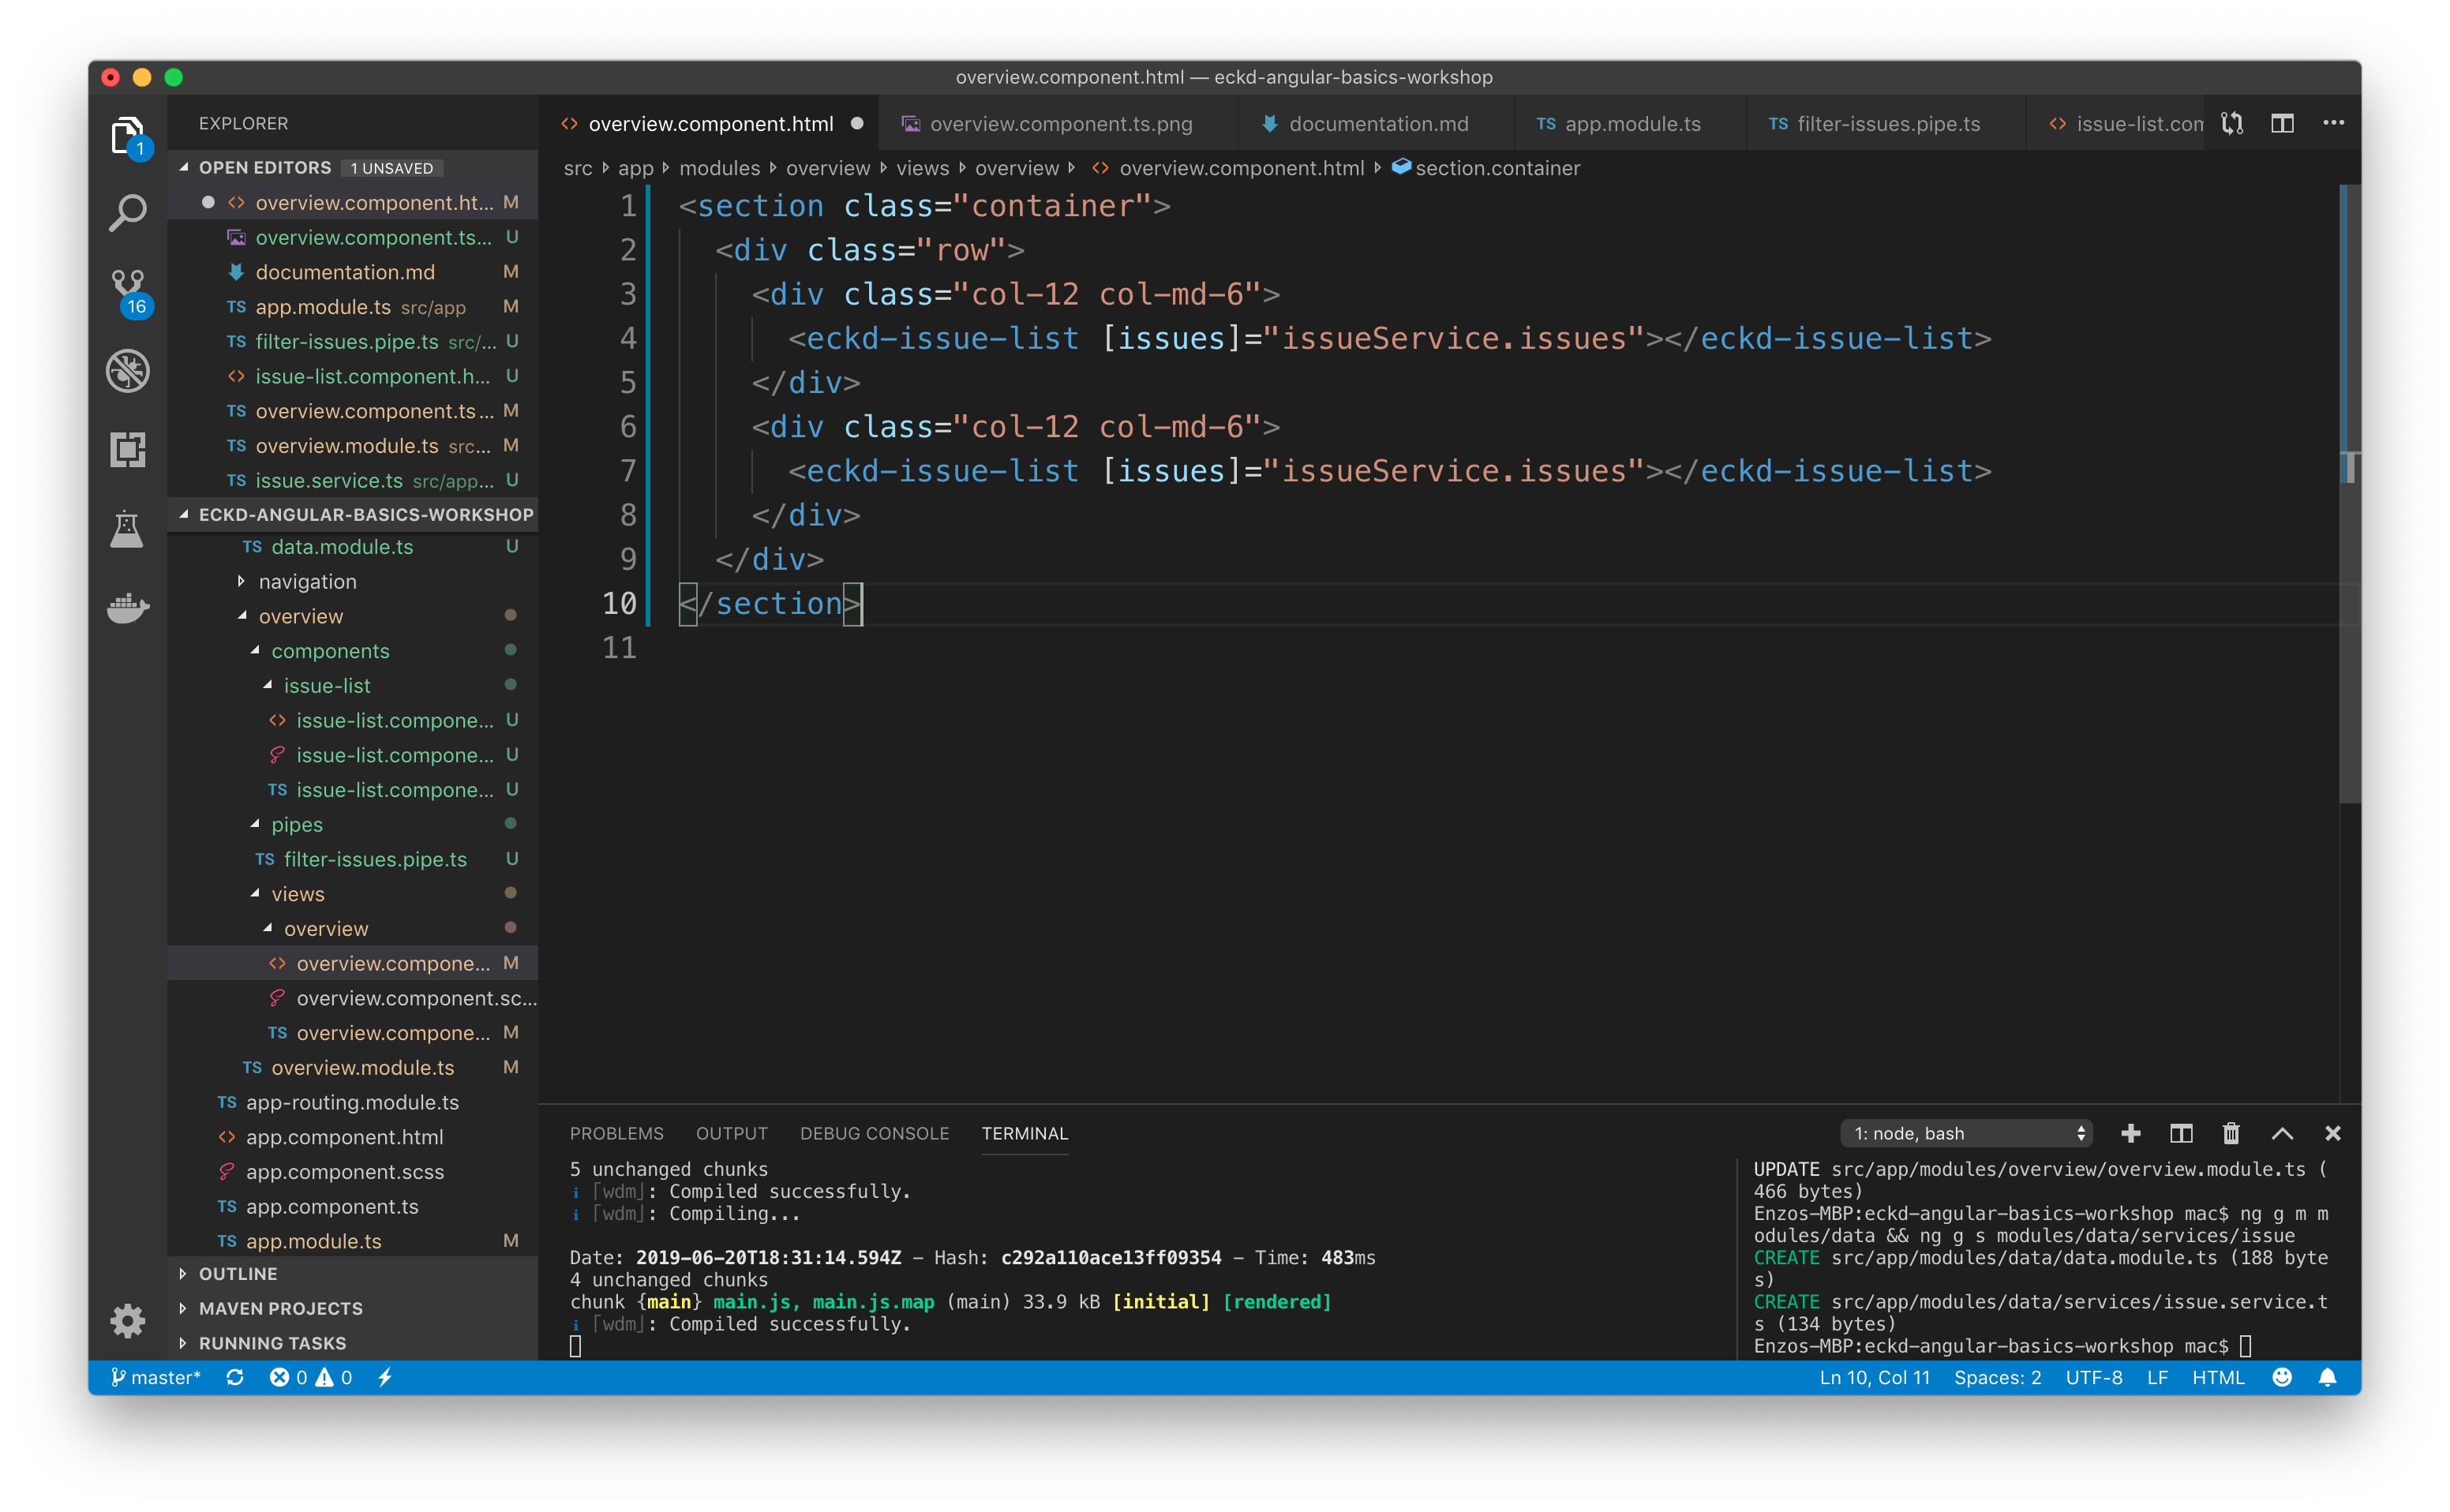 overview.component.html — eckd-angular-basics-workshop
EXPLORER
1
16
OPEN EDITORS 1 UNSAVED
overview.component.ht... M
overview.component.ts... U
documentation.md M
TS app.module.ts src/app M
TS filter-issues.pipe.ts src/... U
issue-list.component.h... U
TS overview.component.ts ... M
TS overview.module.ts src... M
TS issue.service.ts src/app... U
ECKD-ANGULAR-BASICS-WORKSHOP
TS data.module.ts U
navigation
overview
components
issue-list
issue-list.compone... U
issue-list.compone... U
TS issue-list.compone... U
pipes
TS filter-issues.pipe.ts U
views
overview
overview.compone... M
overview.component.sc...
TS overview.compone... M
TS overview.module.ts M
TS app-routing.module.ts
app.component.html
app.component.scss
TS app.component.ts
TS app.module.ts M
OUTLINE
MAVEN PROJECTS
RUNNING TASKS
overview.component.html overview.component.ts.png documentation.md TS app.module.ts TS filter-issues.pipe.ts issue-list.com
src app modules overview views overview overview.component.html section.container
1 <section class="container">
2 <div class="row">
3 <div class="col-12 col-md-6">
4 <eckd-issue-list [issues]="issueService.issues"></eckd-issue-list>
5 </div>
6 <div class="col-12 col-md-6">
7 <eckd-issue-list [issues]="issueService.issues"></eckd-issue-list>
8 </div>
9 </div>
10 </section>
11
PROBLEMS OUTPUT DEBUG CONSOLE TERMINAL 1: node, bash
5 unchanged chunks
ℹ ｢wdm｣: Compiled successfully.
ℹ ｢wdm｣: Compiling...
Date: 2019-06-20T18:31:14.594Z - Hash: c292a110ace13ff09354 - Time: 483ms
4 unchanged chunks
chunk {main} main.js, main.js.map (main) 33.9 kB [initial] [rendered]
ℹ ｢wdm｣: Compiled successfully.
UPDATE src/app/modules/overview/overview.module.ts (
466 bytes)
Enzos-MBP:eckd-angular-basics-workshop mac$ ng g m m
odules/data && ng g s modules/data/services/issue
CREATE src/app/modules/data/data.module.ts (188 byte
s)
CREATE src/app/modules/data/services/issue.service.t
s (134 bytes)
Enzos-MBP:eckd-angular-basics-workshop mac$
master* 0 0 Ln 10, Col 11 Spaces: 2 UTF-8 LF HTML